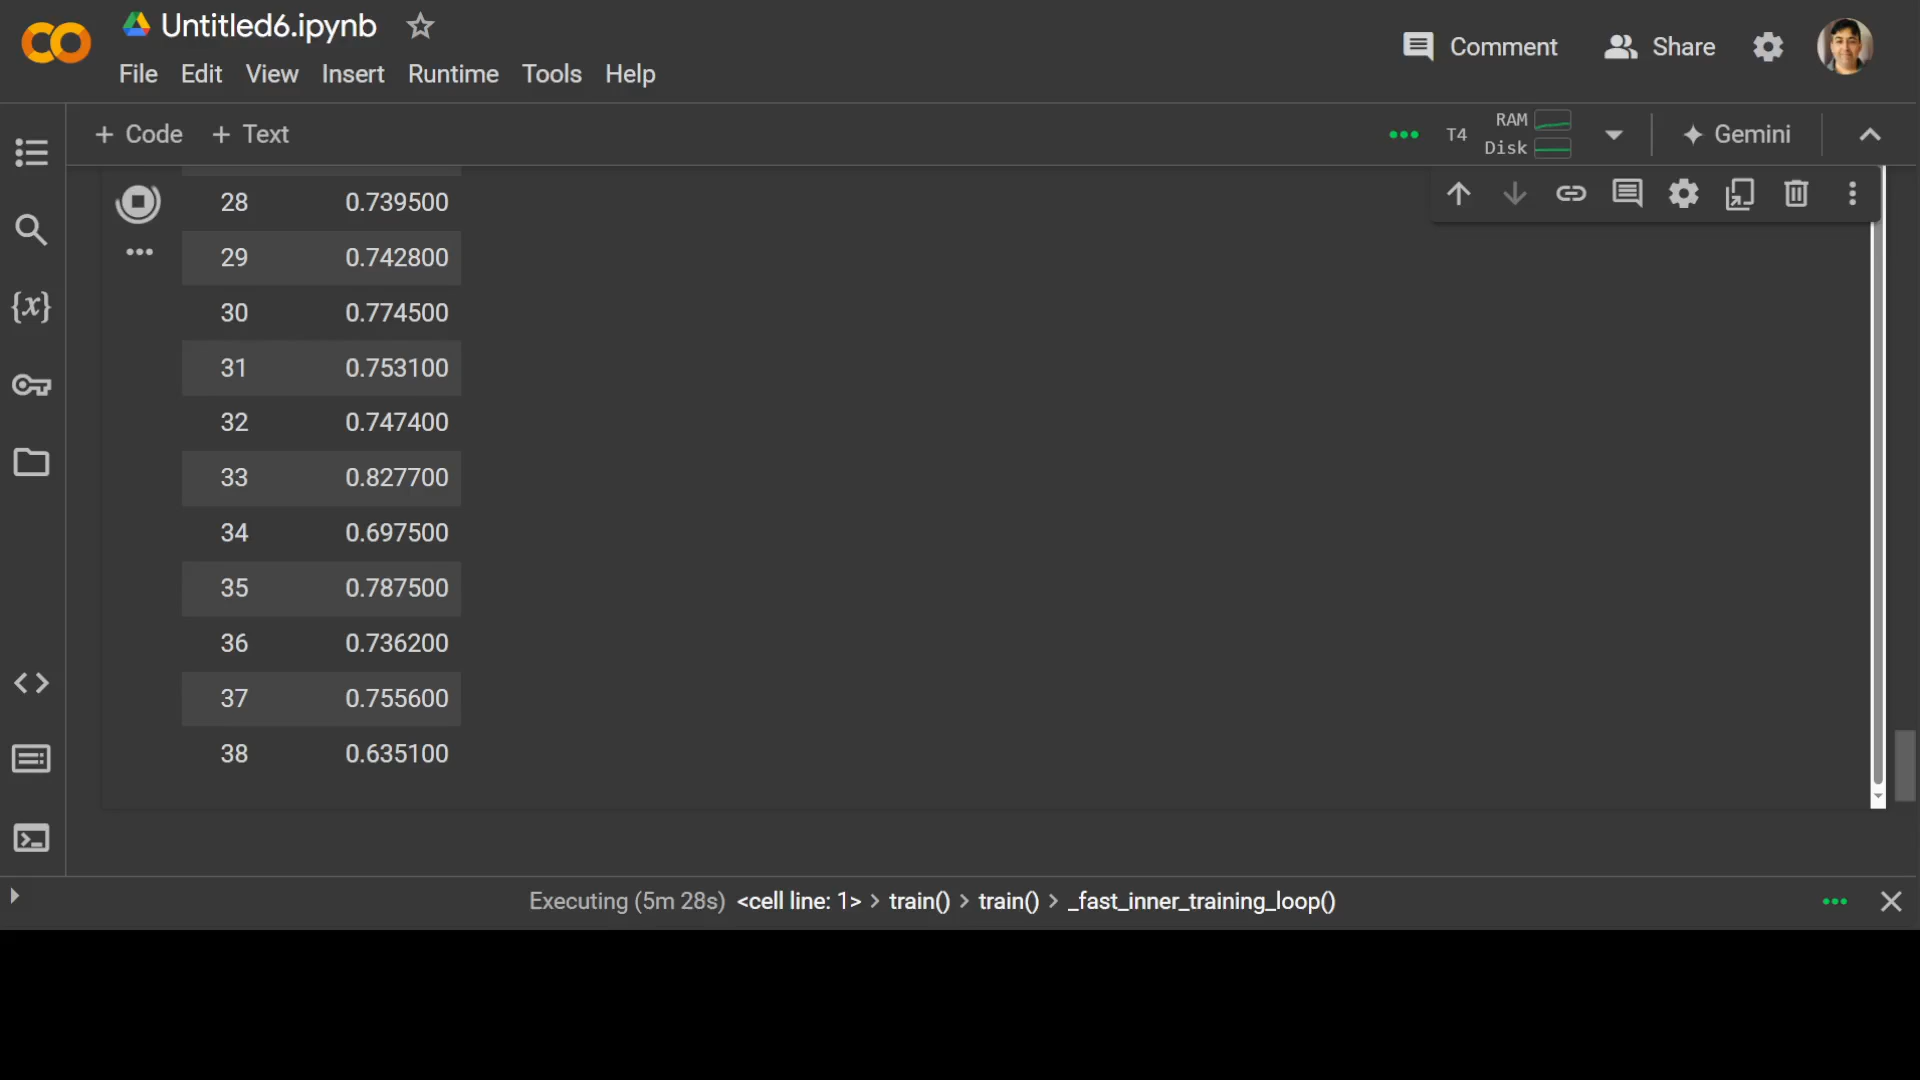 Untitled6.ipynb
File Edit View Insert Runtime Tools Help
Comment Share
+ Code + Text
T4 RAM Disk Gemini
28 0.739500
29 0.742800
30 0.774500
31 0.753100
32 0.747400
33 0.827700
34 0.697500
35 0.787500
36 0.736200
37 0.755600
38 0.635100
{x}
Executing (5m 28s) <cell line: 1> > train() > train() > _fast_inner_training_loop()